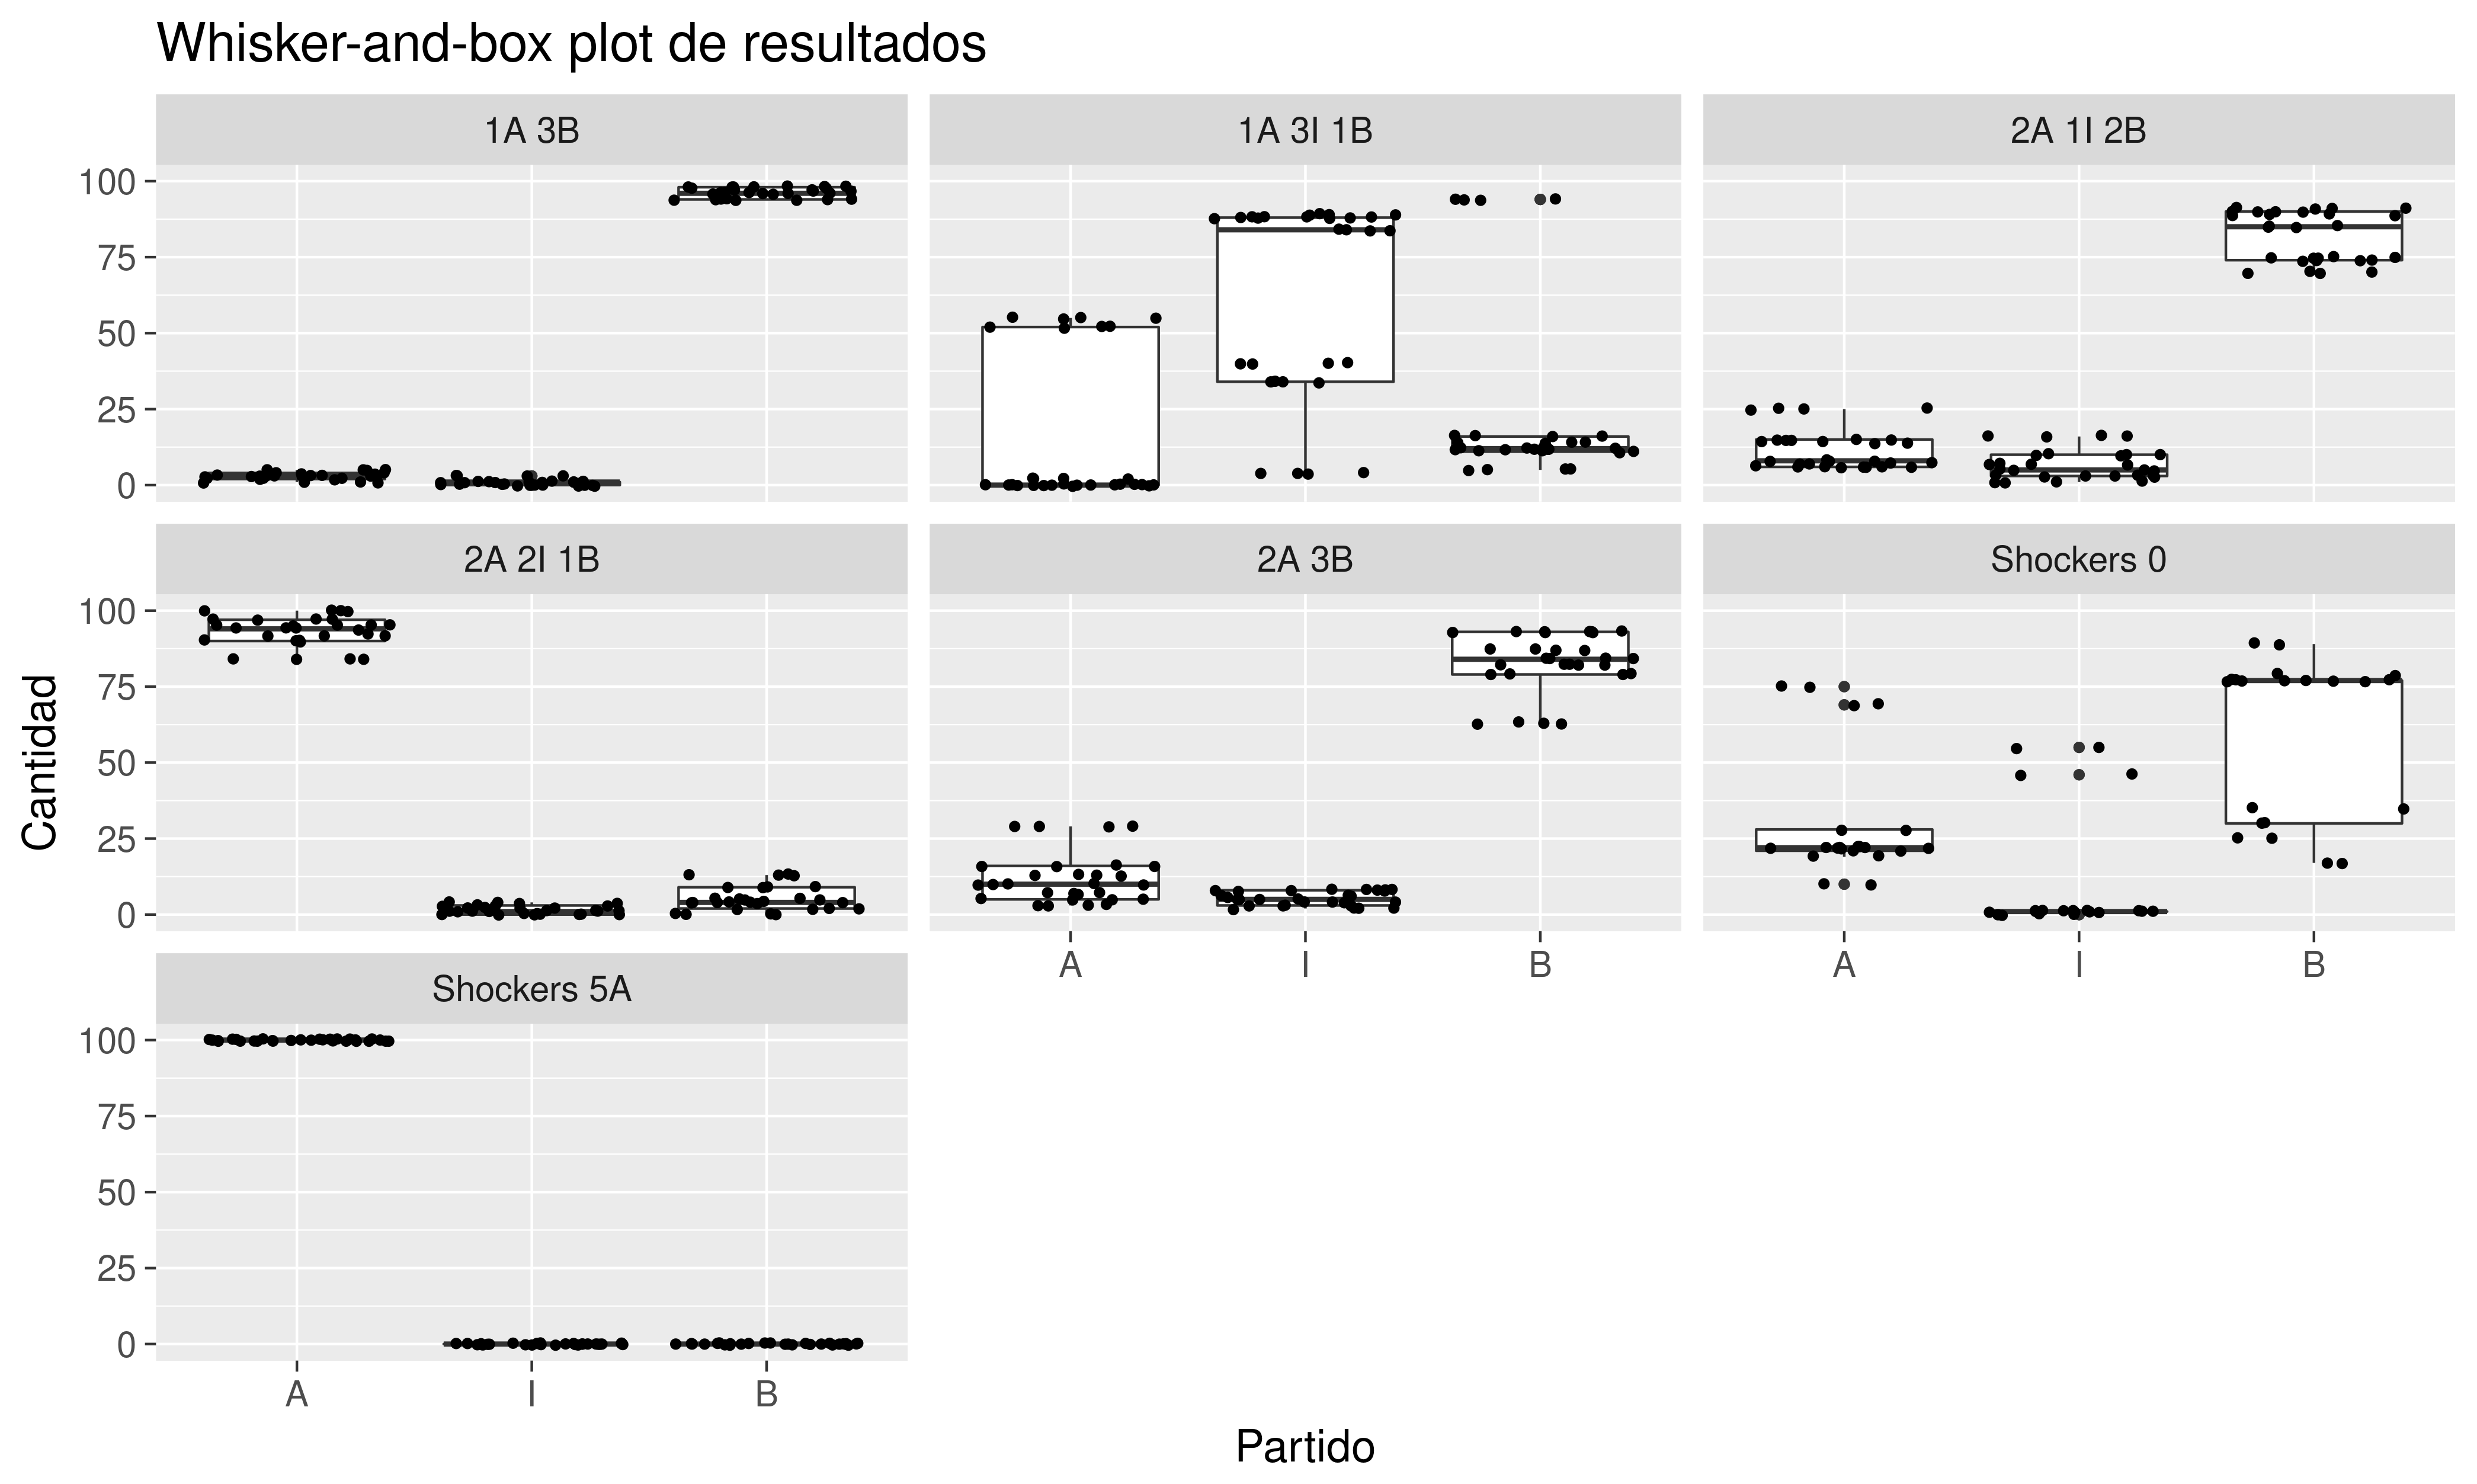 Whisker-and-box plot de resultados
1A 3B
1A 3I 1B
2A 1I 2B
100
75
50
25
0
2A 2I 1B
2A 3B
Shockers 0
100
75
50
25
0
Cantidad
A I B
A I B
Shockers 5A
100
75
50
25
0
A I B
Partido